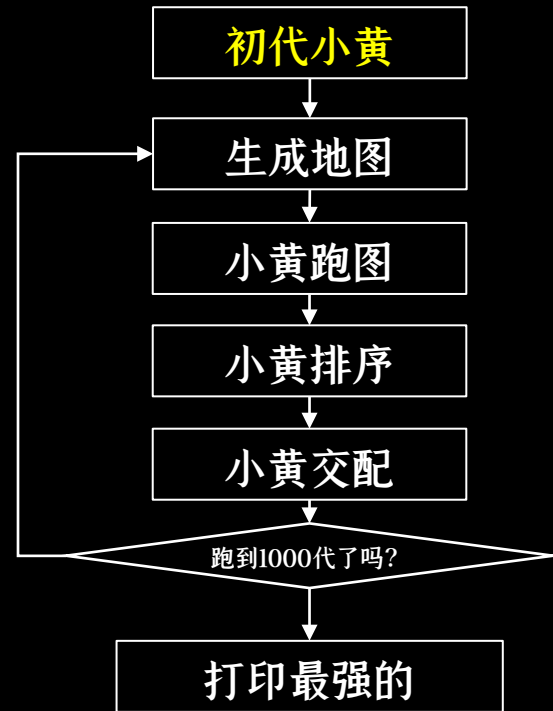 初代小黄
生成地图
小黄跑图
小黄排序
小黄交配
跑到1000代了吗?
打印最强的